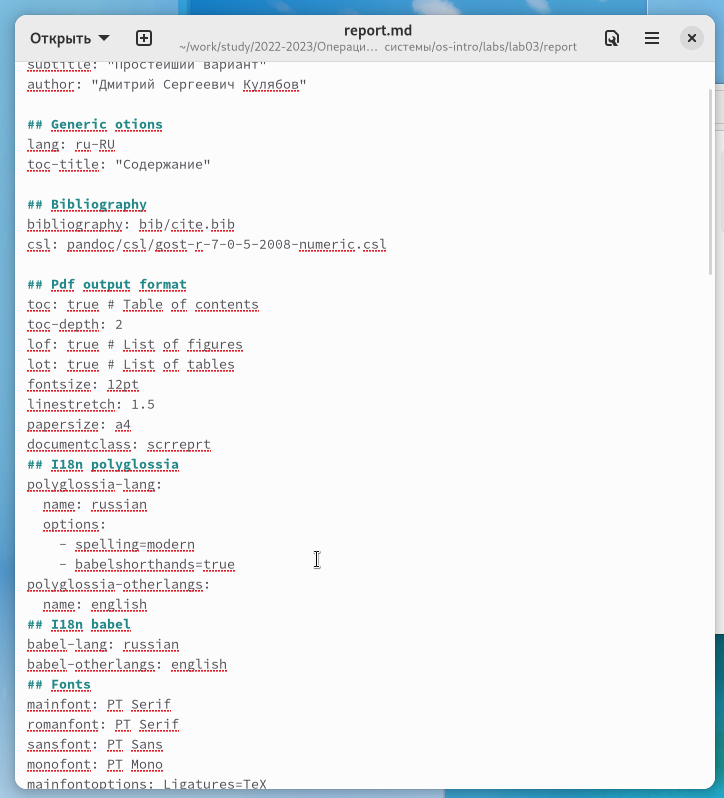 Открыть
report.md
~/work/study/2022-2023/Операци… системы/os-intro/labs/lab03/report
subtitle: "Простейший вариант"
author: "Дмитрий Сергеевич Кулябов"
## Generic otions
lang: ru-RU
toc-title: "Содержание"
## Bibliography
bibliography: bib/cite.bib
csl: pandoc/csl/gost-r-7-0-5-2008-numeric.csl
## Pdf output format
toc: true # Table of contents
toc-depth: 2
lof: true # List of figures
lot: true # List of tables
fontsize: 12pt
linestretch: 1.5
papersize: a4
documentclass: scrreprt
## I18n polyglossia
polyglossia-lang:
  name: russian
  options:
    - spelling=modern
    - babelshorthands=true
polyglossia-otherlangs:
  name: english
## I18n babel
babel-lang: russian
babel-otherlangs: english
## Fonts
mainfont: PT Serif
romanfont: PT Serif
sansfont: PT Sans
monofont: PT Mono
mainfontoptions: Ligatures=TeX